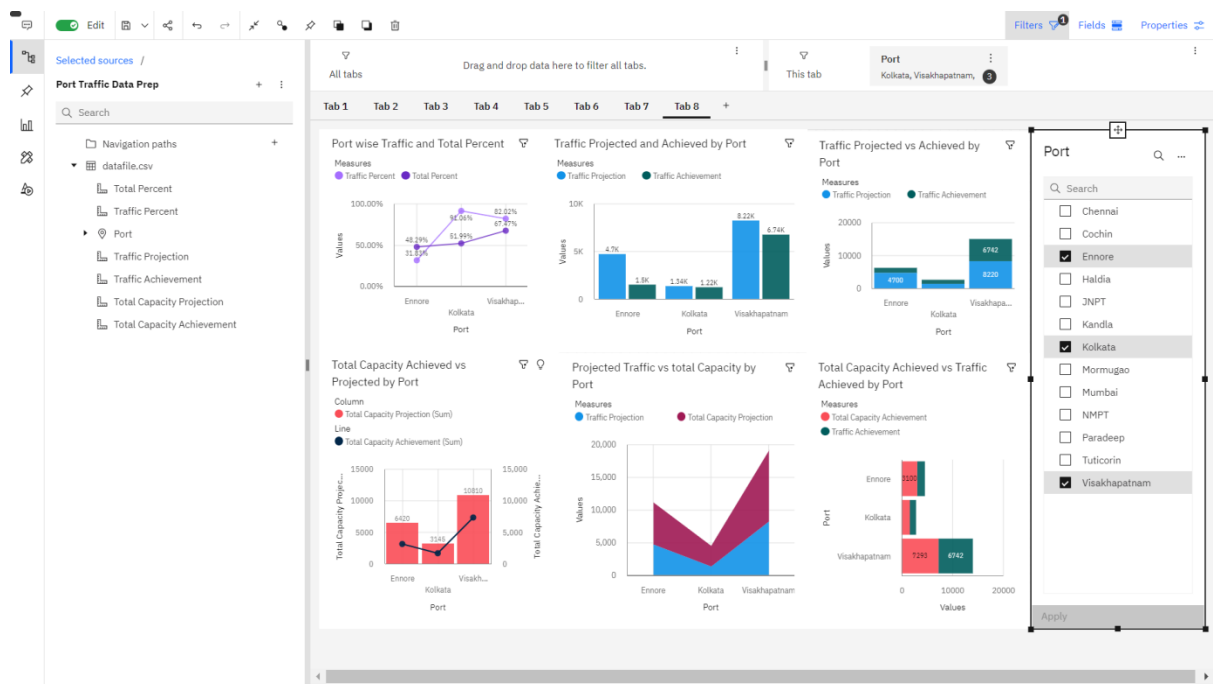 Edit
Filters 1
Fields
Properties
Selected sources /
Port Traffic Data Prep
Search
Navigation paths
datafile.csv
Total Percent
Traffic Percent
Port
Traffic Projection
Traffic Achievement
Total Capacity Projection
Total Capacity Achievement
All tabs
Drag and drop data here to filter all tabs.
This tab
Port
Kolkata, Visakhapatnam, 3
Tab 1 Tab 2 Tab 3 Tab 4 Tab 5 Tab 6 Tab 7 Tab 8 +
Port wise Traffic and Total Percent
Measures
Traffic Percent Total Percent
100.00%
50.00%
0.00%
Values
48.29%
31.81%
91.06%
51.99%
82.02%
67.47%
Ennore
Kolkata
Visakhap...
Port
Traffic Projected and Achieved by Port
Measures
Traffic Projection Traffic Achievement
10K
5K
0
Values
4.7K
1.5K
1.34K
1.22K
8.22K
6.74K
Ennore Kolkata Visakhapatnam
Port
Traffic Projected vs Achieved by
Port
Measures
Traffic Projection Traffic Achievement
20000
10000
0
Values
4700
6742
8220
Ennore
Kolkata
Visakhapa...
Port
Total Capacity Achieved vs
Projected by Port
Column
Total Capacity Projection (Sum)
Line
Total Capacity Achievement (Sum)
15000
10000
5000
0
Total Capacity Projec...
6420
3145
10810
15,000
10,000
5,000
0
Total Capacity Achie...
Ennore
Kolkata
Visakh...
Port
Projected Traffic vs total Capacity by
Port
Measures
Traffic Projection Total Capacity Projection
20,000
15,000
10,000
5,000
0
Values
Ennore Kolkata Visakhapatnam
Port
Total Capacity Achieved vs Traffic
Achieved by Port
Measures
Total Capacity Achievement
Traffic Achievement
Port
Ennore
3100
Kolkata
Visakhapatnam
7293 6742
0 10000 20000
Values
Port
Search
Chennai
Cochin
Ennore
Haldia
JNPT
Kandla
Kolkata
Mormugao
Mumbai
NMPT
Paradeep
Tuticorin
Visakhapatnam
Apply